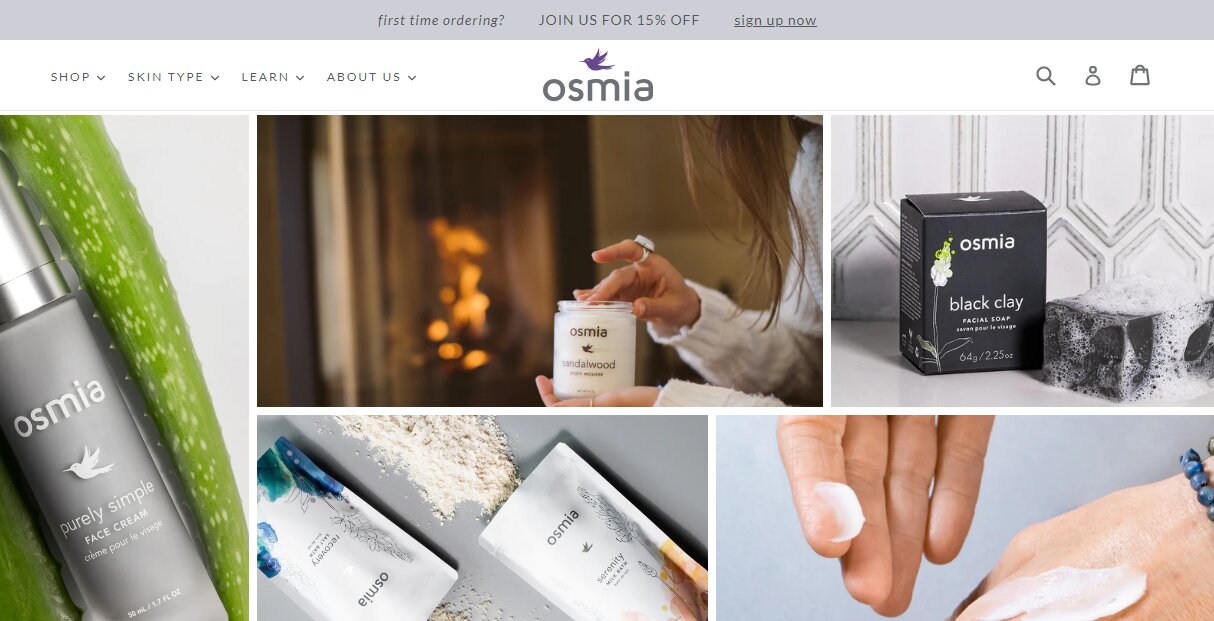 first time ordering? JOIN US FOR 15% OFF sign up now
SHOP SKIN TYPE LEARN ABOUT US
osmia
osmia
purely simple
FACE CREAM
crème pour le visage
50 mL / 1.7 FL OZ
osmia
sandalwood
BODY MOUSSE
osmia
black clay
FACIAL SOAP
savon pour le visage
64g / 2.25oz
osmia
recovery
SALT BATH
osmia
serenity
MILK BATH